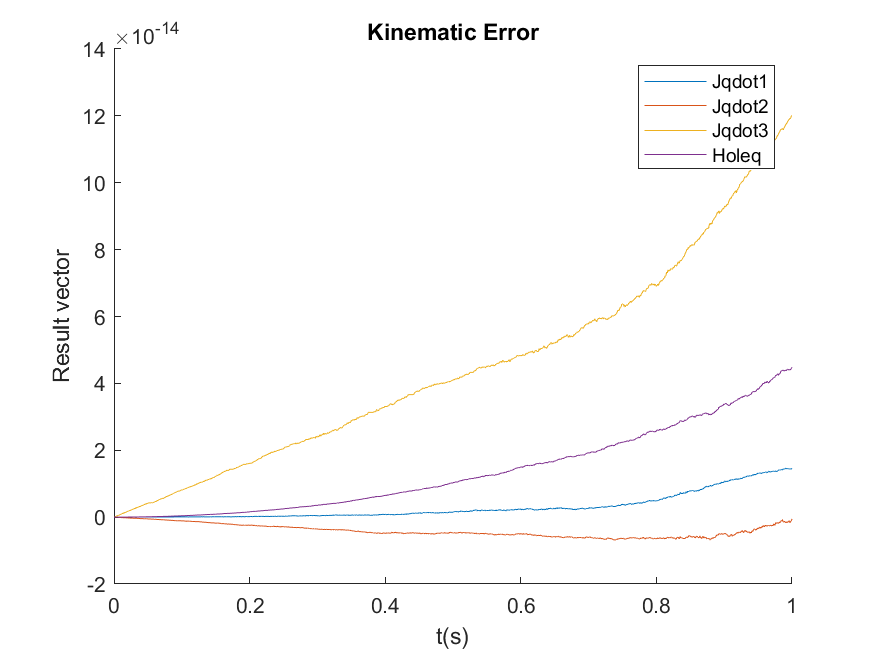 Kinematic Error
×10-14
14
12
10
8
6
4
2
0
-2
Result vector
0
0.2
0.4
0.6
0.8
1
t(s)
Jqdot1
Jqdot2
Jqdot3
Holeq